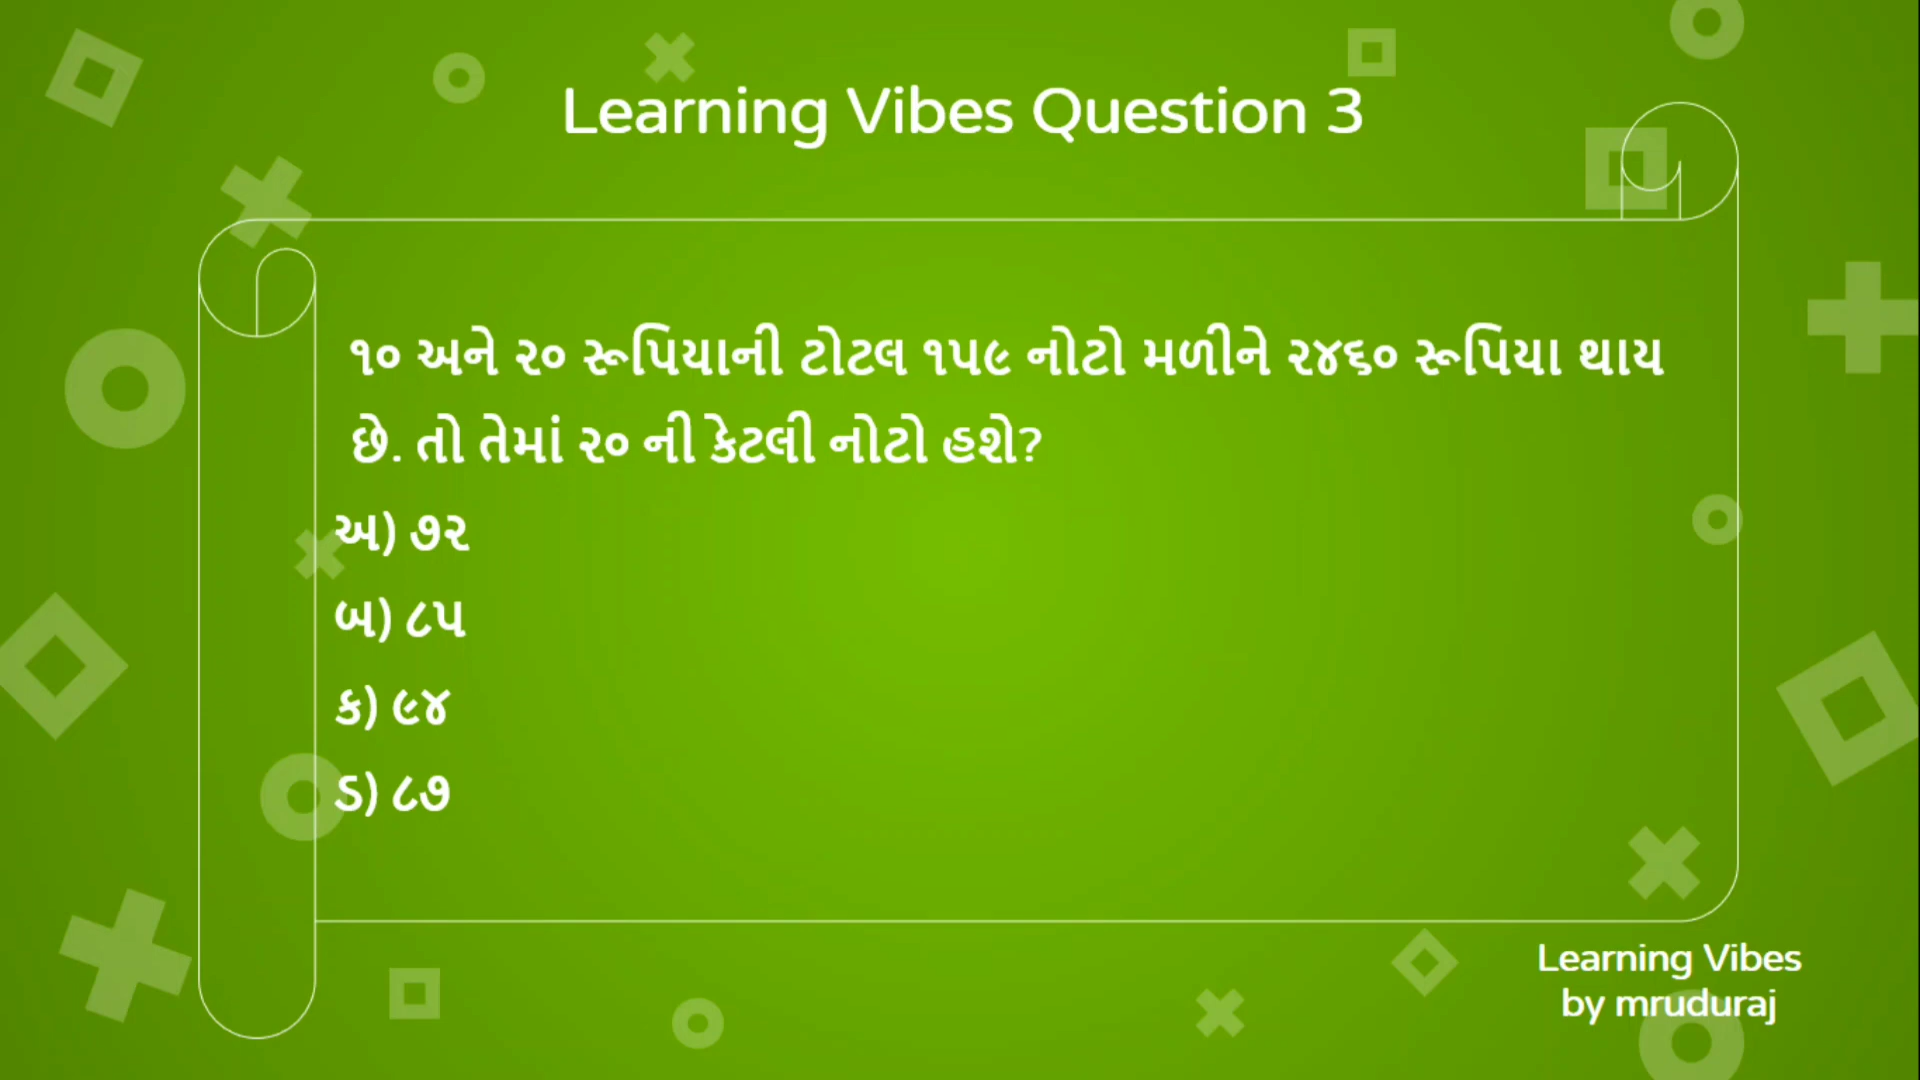 Learning Vibes Question 3
૧૦ અને ૨૦ રૂપિયાની ટોટલ ૧૫૯ નોટો મળીને ૨૪૬૦ રૂપિયા થાય
છે. તો તેમાં ૨૦ ની કેટલી નોટો હશે?
અ) ૭૨
બ) ૮૫
ક) ૯૪
ડ) ૮૭
Learning Vibes
by mruduraj